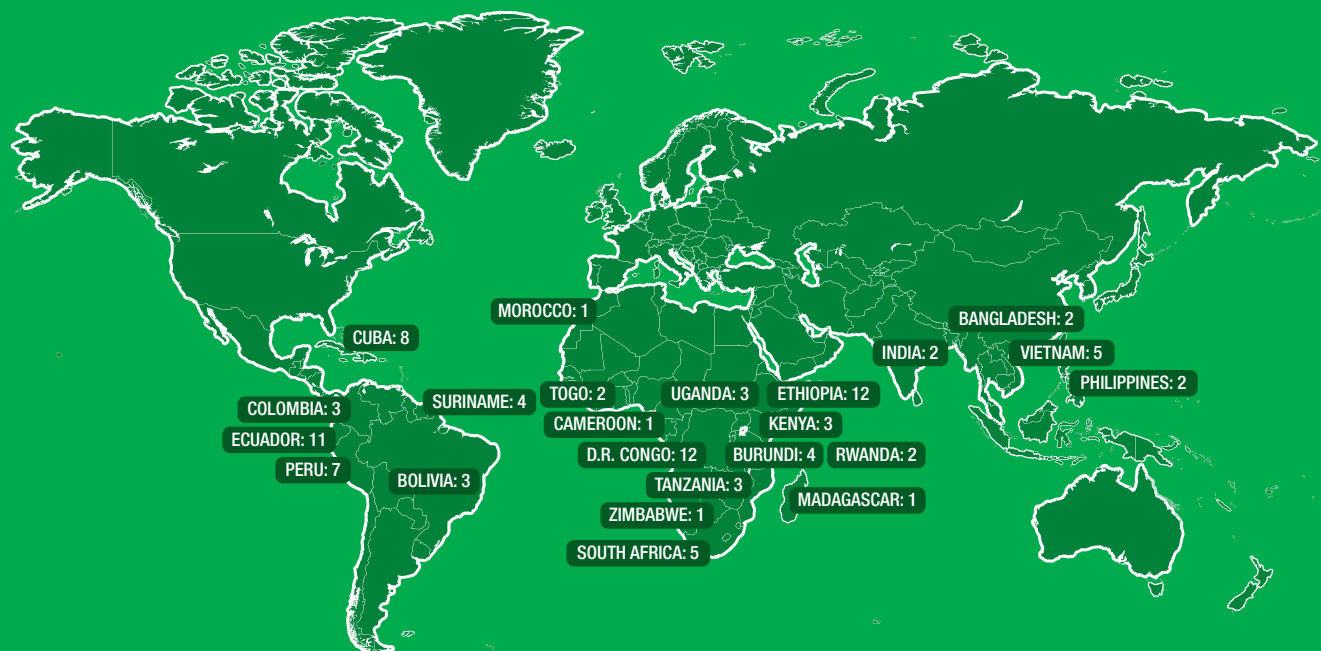 MOROCCO: 1
BANGLADESH: 2
CUBA: 8
INDIA: 2
VIETNAM: 5
PHILIPPINES: 2
SURINAME: 4
TOGO: 2
UGANDA: 3
ETHIOPIA: 12
COLOMBIA: 3
CAMEROON: 1
KENYA: 3
ECUADOR: 11
D.R. CONGO: 12
BURUNDI: 4
RWANDA: 2
PERU: 7
BOLIVIA: 3
TANZANIA: 3
MADAGASCAR: 1
ZIMBABWE: 1
SOUTH AFRICA: 5